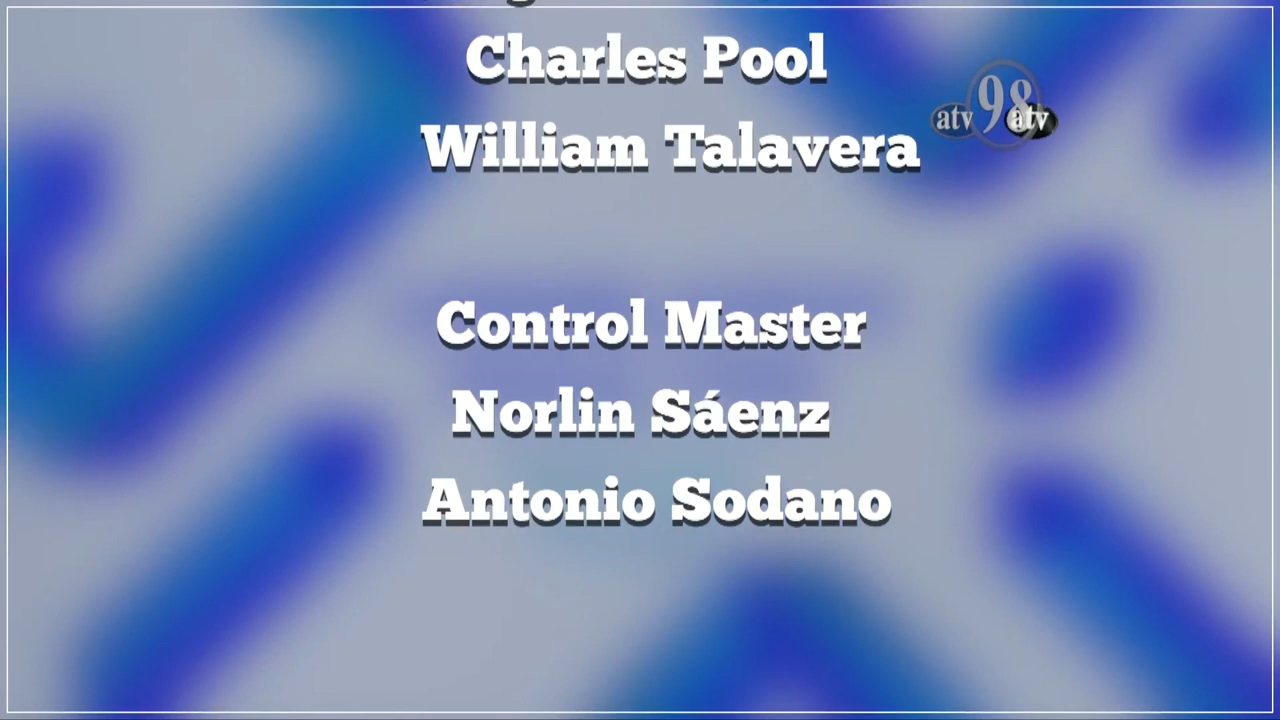 Charles Pool
William Talavera
atv 98 atv
Control Master
Norlin Sáenz
Antonio Sodano